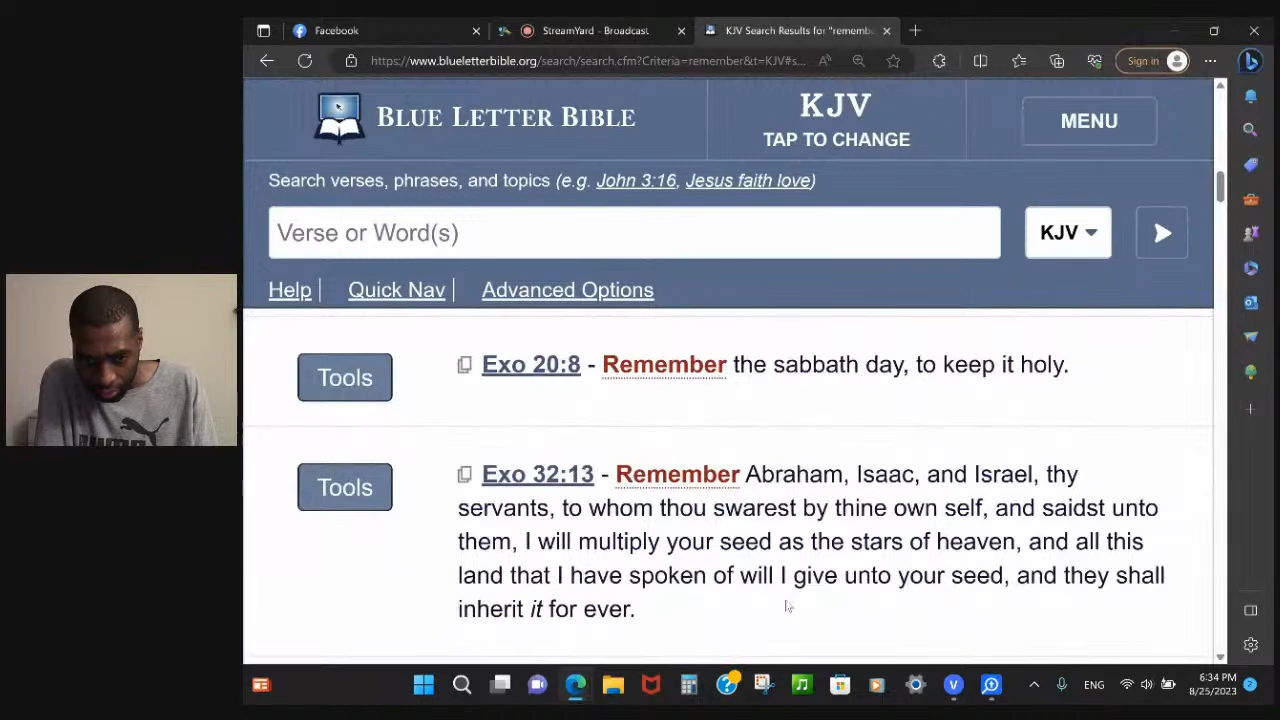 Facebook
StreamYard - Broadcast
KJV Search Results for "rememb
https://www.blueletterbible.org/search/search.cfm?Criteria=remember&t=KJV#s...
Sign in
BLUE LETTER BIBLE
KJV
TAP TO CHANGE
MENU
Search verses, phrases, and topics (e.g. John 3:16, Jesus faith love)
Verse or Word(s)
KJV
Help
Quick Nav
Advanced Options
Tools
Exo 20:8 - Remember the sabbath day, to keep it holy.
Tools
Exo 32:13 - Remember Abraham, Isaac, and Israel, thy
servants, to whom thou swarest by thine own self, and saidst unto
them, I will multiply your seed as the stars of heaven, and all this
land that I have spoken of will I give unto your seed, and they shall
inherit it for ever.
PUMA
ENG
6:34 PM
8/25/2023
2